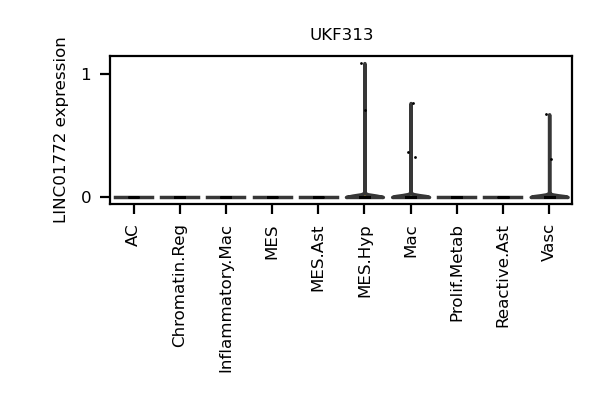 UKF313
LINC01772 expression
1
0
AC
Chromatin.Reg
Inflammatory.Mac
MES
MES.Ast
MES.Hyp
Mac
Prolif.Metab
Reactive.Ast
Vasc